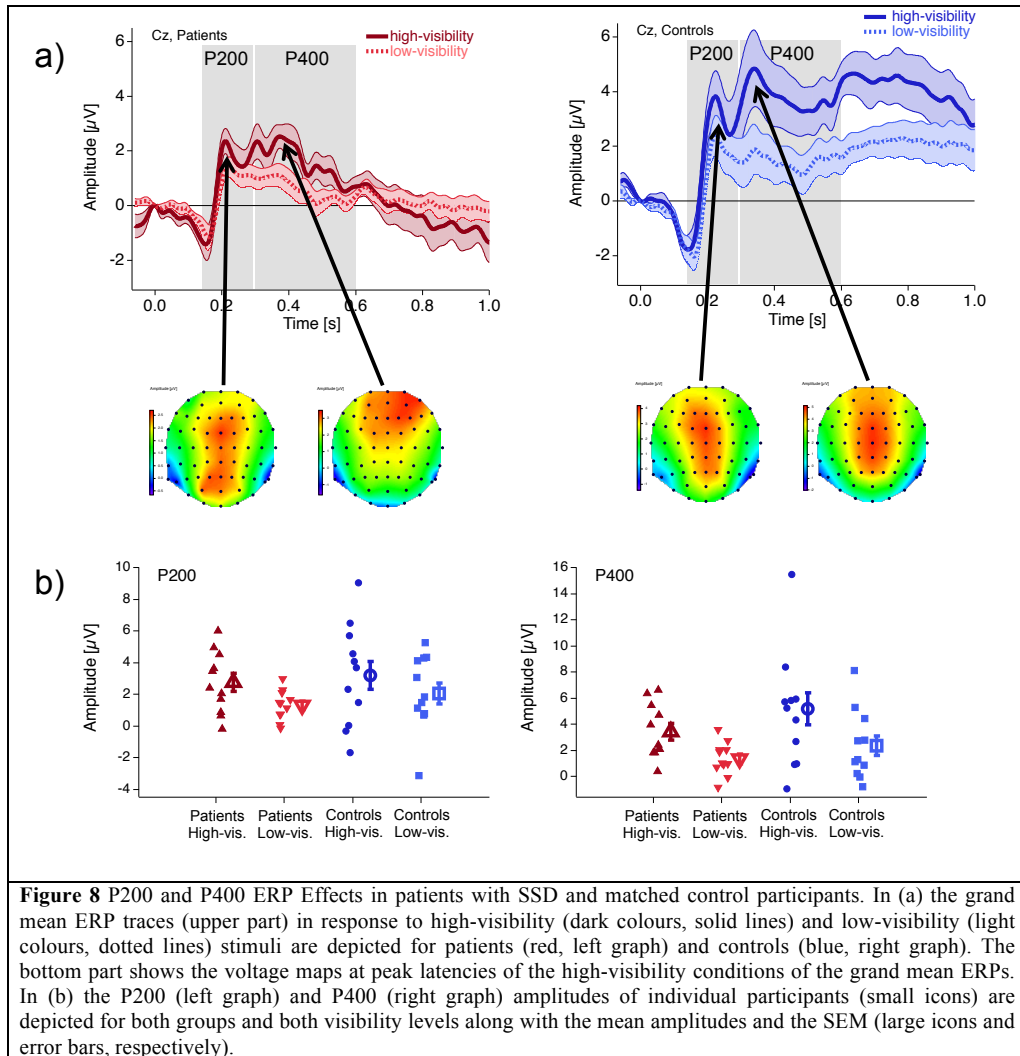 a)
Cz, Patients
high-visibility
low-visibility
P200
P400
Amplitude [µV]
6
4
2
0
-2
0.0
0.2
0.4
0.6
0.8
1.0
Time [s]
Cz, Controls
high-visibility
low-visibility
P200
P400
Amplitude [µV]
6
4
2
0
-2
0.0
0.2
0.4
0.6
0.8
1.0
Time [s]
Amplitude [µV]
Amplitude [µV]
Amplitude [µV]
Amplitude [µV]
b)
P200
Amplitude [µV]
10
8
6
4
2
0
-2
-4
Patients High-vis.
Patients Low-vis.
Controls High-vis.
Controls Low-vis.
P400
Amplitude [µV]
16
14
12
10
8
6
4
2
0
Patients High-vis.
Patients Low-vis.
Controls High-vis.
Controls Low-vis.
Figure 8 P200 and P400 ERP Effects in patients with SSD and matched control participants. In (a) the grand
mean ERP traces (upper part) in response to high-visibility (dark colours, solid lines) and low-visibility (light
colours, dotted lines) stimuli are depicted for patients (red, left graph) and controls (blue, right graph). The
bottom part shows the voltage maps at peak latencies of the high-visibility conditions of the grand mean ERPs.
In (b) the P200 (left graph) and P400 (right graph) amplitudes of individual participants (small icons) are
depicted for both groups and both visibility levels along with the mean amplitudes and the SEM (large icons and
error bars, respectively).